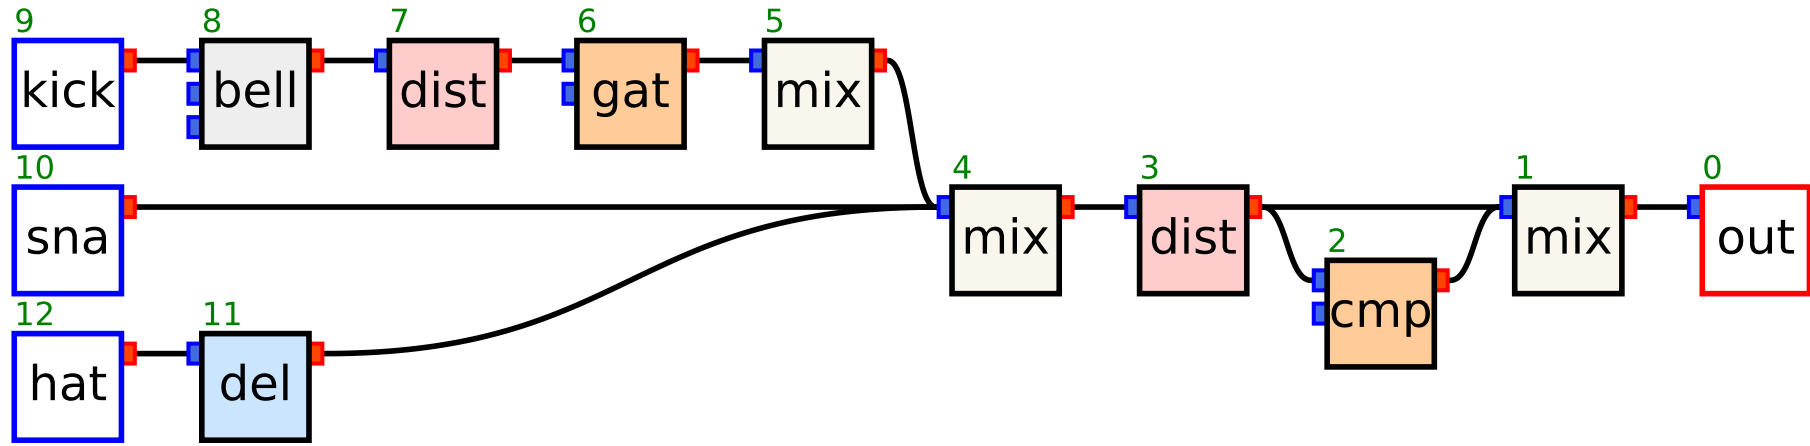 9 8 7 6 5
kick bell dist gat mix
10 4 3 1 0
sna mix dist mix out
2
cmp
12 11
hat del